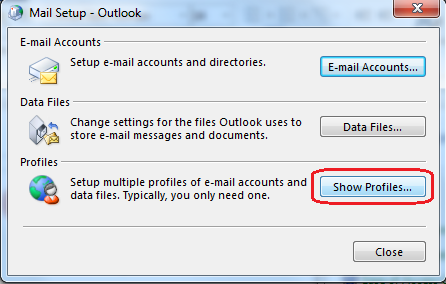 Mail Setup - Outlook
E-mail Accounts
Setup e-mail accounts and directories.
E-mail Accounts...
Data Files
Change settings for the files Outlook uses to
store e-mail messages and documents.
Data Files...
Profiles
Setup multiple profiles of e-mail accounts and
data files. Typically, you only need one.
Show Profiles...
Close